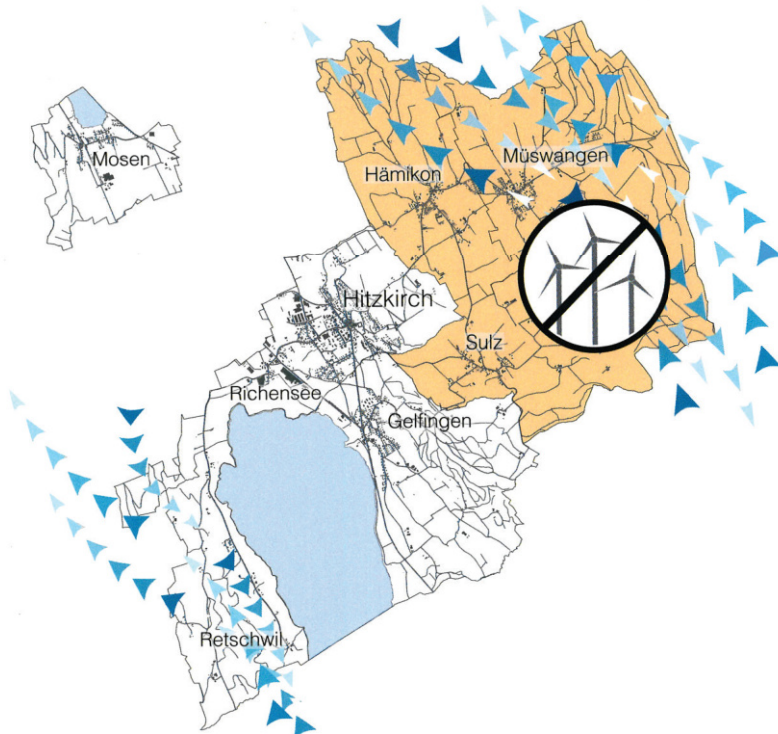 Mosen
Müswangen
Hämikon
Hitzkirch
Sulz
Richensee
Gelfingen
Retschwil